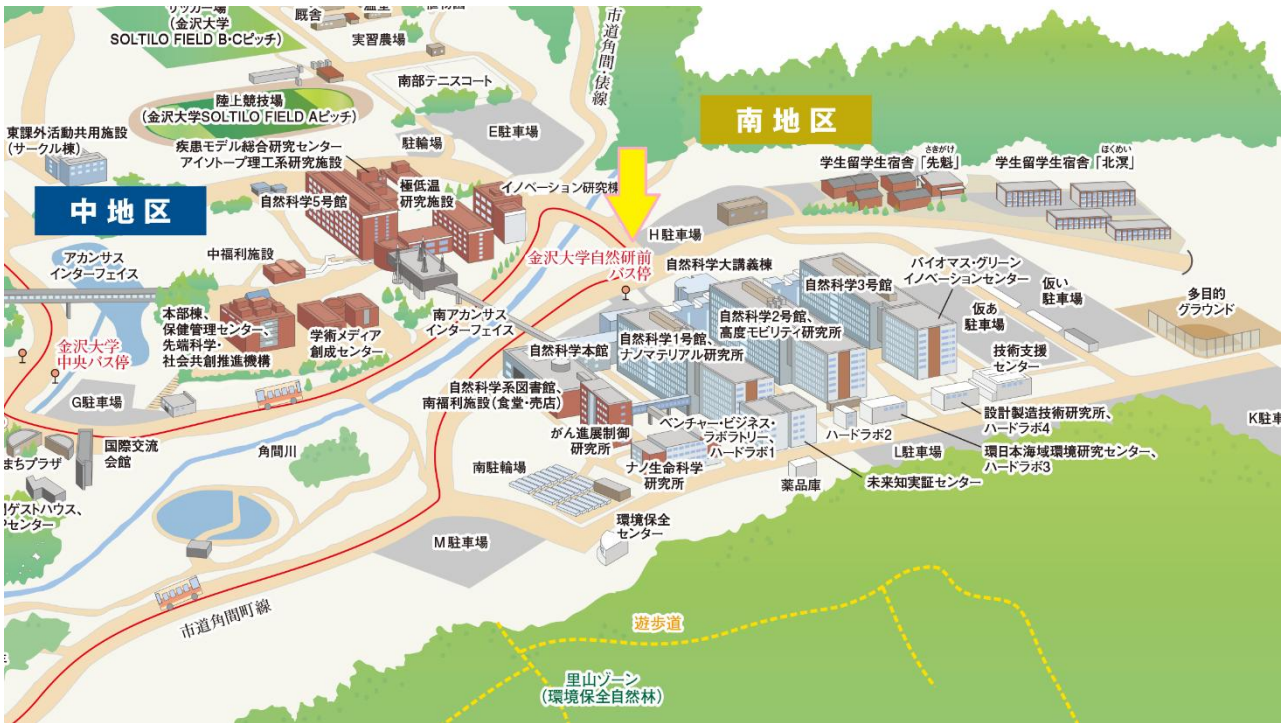 サッカー場
(金沢大学
SOLTILO FIELD B・Cピッチ)
厩舎
実習農場
市道角間・俵線
南部テニスコート
陸上競技場
(金沢大学SOLTILO FIELD Aピッチ)
E駐車場
駐輪場
南地区
東課外活動共用施設
(サークル棟)
疾患モデル総合研究センター
アイソトープ理工系研究施設
さきがけ
学生留学生宿舎「先魁」
ほくめい
学生留学生宿舎「北溟」
中地区
極低温
研究施設
イノベーション研究棟
自然科学5号館
H駐車場
中福利施設
金沢大学自然研前
バス停
アカンサス
インターフェイス
自然科学大講義棟
自然科学3号館
バイオマス・グリーン
イノベーションセンター
仮い
駐車場
多目的
グラウンド
本部棟、
保健管理センター、
先端科学・
社会共創推進機構
学術メディア
創成センター
南アカンサス
インターフェイス
自然科学2号館、
高度モビリティ研究所
仮あ
駐車場
自然科学1号館、
ナノマテリアル研究所
自然科学本館
技術支援
センター
金沢大学
中央バス停
G駐車場
自然科学系図書館、
南福利施設(食堂・売店)
がん進展制御
研究所
ベンチャー・ビジネス・
ラボラトリー、
ハードラボ1
ハードラボ2
設計製造技術研究所、
ハードラボ4
K駐車
国際交流
会館
角間川
L駐車場
環日本海域環境研究センター、
ハードラボ3
まちプラザ
南駐輪場
ナノ生命科学
研究所
薬品庫
未来知実証センター
ゲストハウス、
センター
環境保全
センター
M駐車場
市道角間町線
遊歩道
里山ゾーン
(環境保全自然林)